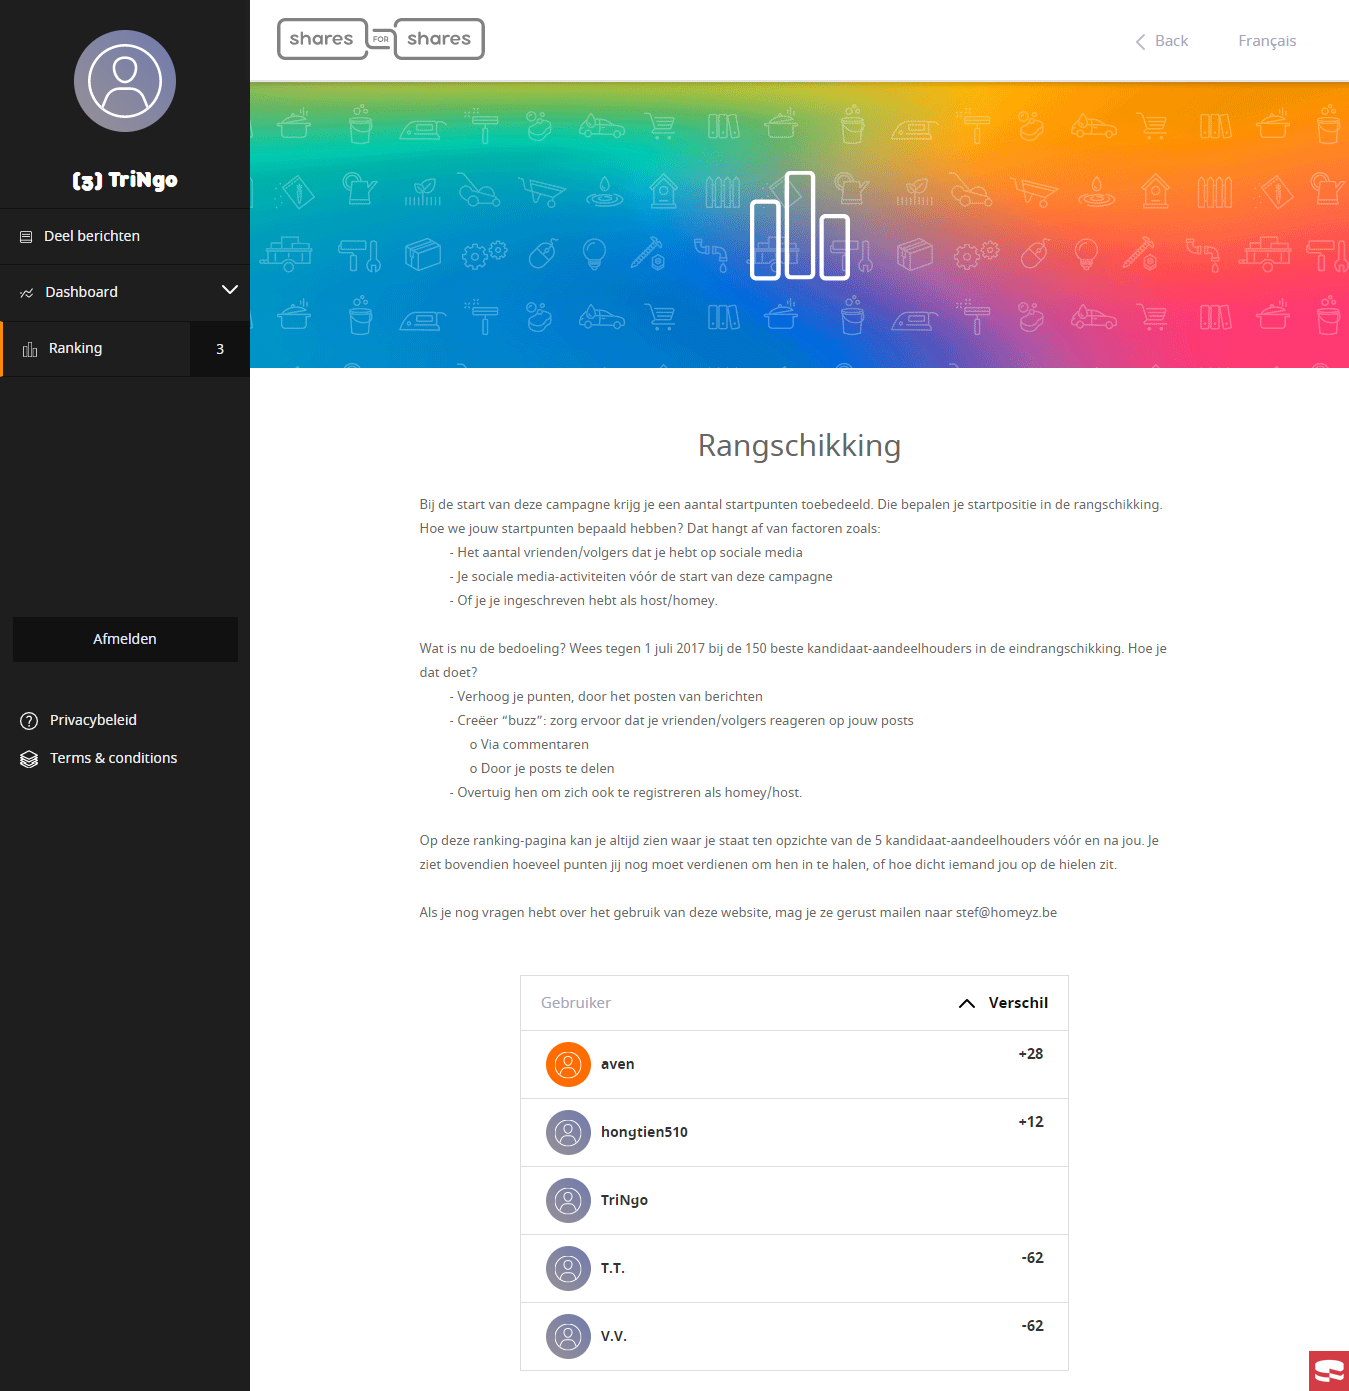 shares FOR shares
Back
Français
(3) TriNgo
Deel berichten
Dashboard
Ranking
3
Afmelden
Privacybeleid
Terms & conditions
Rangschikking
Bij de start van deze campagne krijg je een aantal startpunten toebedeeld. Die bepalen je startpositie in de rangschikking.
Hoe we jouw startpunten bepaald hebben? Dat hangt af van factoren zoals:
- Het aantal vrienden/volgers dat je hebt op sociale media
- Je sociale media-activiteiten vóór de start van deze campagne
- Of je je ingeschreven hebt als host/homey.
Wat is nu de bedoeling? Wees tegen 1 juli 2017 bij de 150 beste kandidaat-aandeelhouders in de eindrangschikking. Hoe je
dat doet?
- Verhoog je punten, door het posten van berichten
- Creëer “buzz”: zorg ervoor dat je vrienden/volgers reageren op jouw posts
o Via commentaren
o Door je posts te delen
- Overtuig hen om zich ook te registreren als homey/host.
Op deze ranking-pagina kan je altijd zien waar je staat ten opzichte van de 5 kandidaat-aandeelhouders vóór en na jou. Je
ziet bovendien hoeveel punten jij nog moet verdienen om hen in te halen, of hoe dicht iemand jou op de hielen zit.
Als je nog vragen hebt over het gebruik van deze website, mag je ze gerust mailen naar stef@homeyz.be
Gebruiker
Verschil
aven
+28
hongtien510
+12
TriNgo
T.T.
-62
V.V.
-62